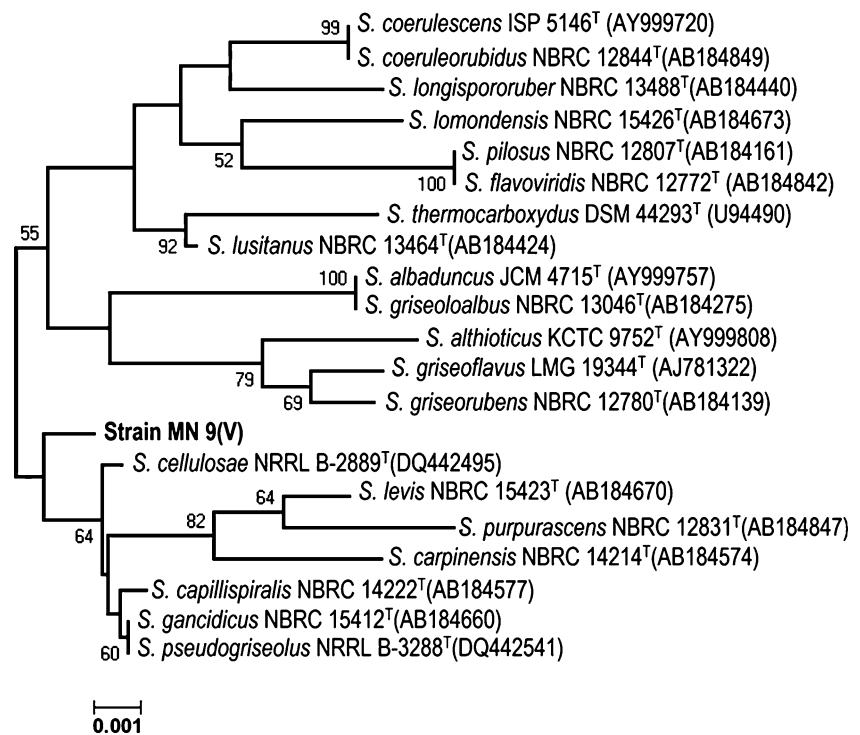 99
S. coerulescens ISP 5146T (AY999720)
S. coeruleorubidus NBRC 12844T(AB184849)
S. longispororuber NBRC 13488T(AB184440)
S. lomondensis NBRC 15426T(AB184673)
52
S. pilosus NBRC 12807T(AB184161)
100
S. flavoviridis NBRC 12772T (AB184842)
S. thermocarboxydus DSM 44293T (U94490)
55
92
S. lusitanus NBRC 13464T(AB184424)
100
S. albaduncus JCM 4715T (AY999757)
S. griseoloalbus NBRC 13046T(AB184275)
S. althioticus KCTC 9752T (AY999808)
79
S. griseoflavus LMG 19344T (AJ781322)
69
S. griseorubens NBRC 12780T(AB184139)
Strain MN 9(V)
S. cellulosae NRRL B-2889T(DQ442495)
64
S. levis NBRC 15423T (AB184670)
82
S. purpurascens NBRC 12831T(AB184847)
64
S. carpinensis NBRC 14214T(AB184574)
S. capillispiralis NBRC 14222T(AB184577)
S. gancidicus NBRC 15412T(AB184660)
60
S. pseudogriseolus NRRL B-3288T(DQ442541)
0.001